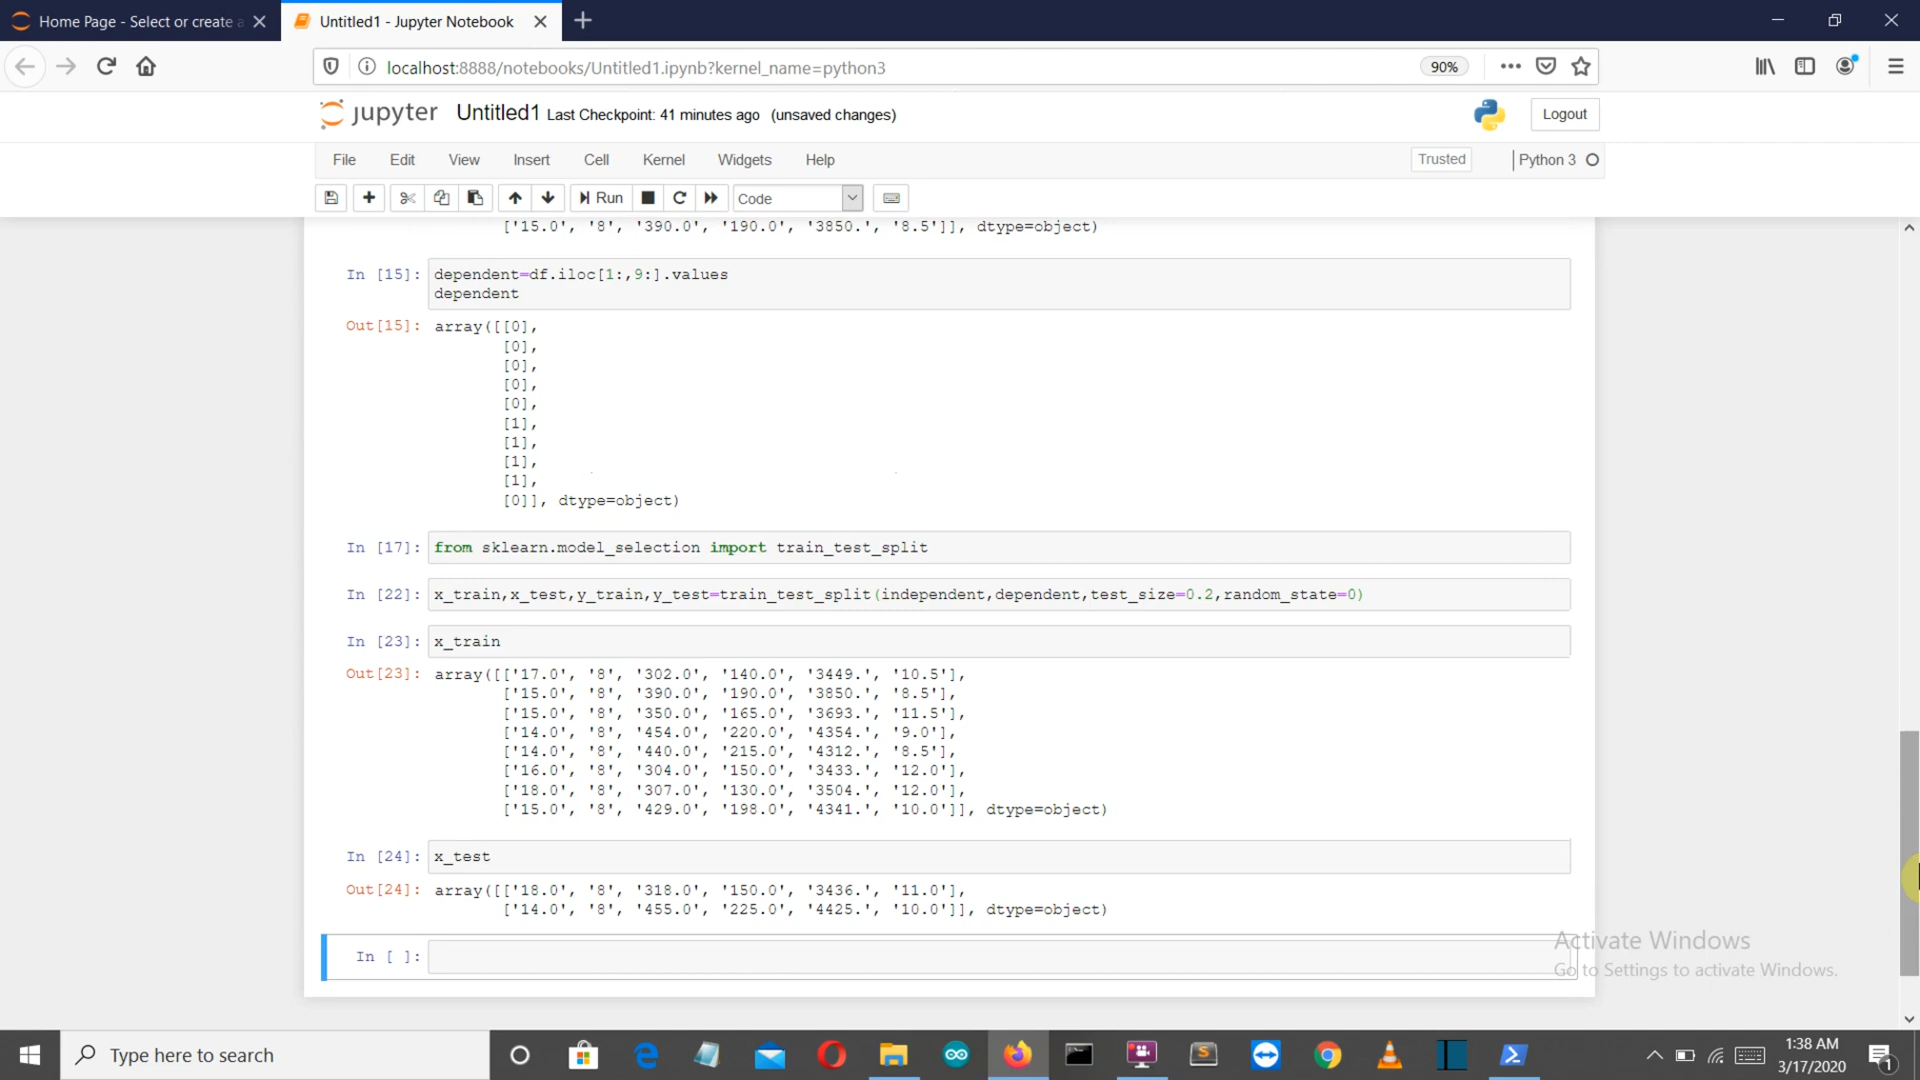 Home Page - Select or create a
Untitled1 - Jupyter Notebook
localhost:8888/notebooks/Untitled1.ipynb?kernel_name=python3
90%
jupyter Untitled1 Last Checkpoint: 41 minutes ago (unsaved changes)
Logout
File Edit View Insert Cell Kernel Widgets Help
Trusted
Python 3
Run
Code
['15.0', '8', '390.0', '190.0', '3850.', '8.5']], dtype=object)
In [15]: dependent=df.iloc[1:,9:].values
dependent
Out[15]: array([[0],
[0],
[0],
[0],
[0],
[1],
[1],
[1],
[1],
[0]], dtype=object)
In [17]: from sklearn.model_selection import train_test_split
In [22]: x_train,x_test,y_train,y_test=train_test_split(independent,dependent,test_size=0.2,random_state=0)
In [23]: x_train
Out[23]: array([['17.0', '8', '302.0', '140.0', '3449.', '10.5'],
['15.0', '8', '390.0', '190.0', '3850.', '8.5'],
['15.0', '8', '350.0', '165.0', '3693.', '11.5'],
['14.0', '8', '454.0', '220.0', '4354.', '9.0'],
['14.0', '8', '440.0', '215.0', '4312.', '8.5'],
['16.0', '8', '304.0', '150.0', '3433.', '12.0'],
['18.0', '8', '307.0', '130.0', '3504.', '12.0'],
['15.0', '8', '429.0', '198.0', '4341.', '10.0']], dtype=object)
In [24]: x_test
Out[24]: array([['18.0', '8', '318.0', '150.0', '3436.', '11.0'],
['14.0', '8', '455.0', '225.0', '4425.', '10.0']], dtype=object)
In [ ]:
Activate Windows
Go to Settings to activate Windows.
Type here to search
1:38 AM
3/17/2020
1